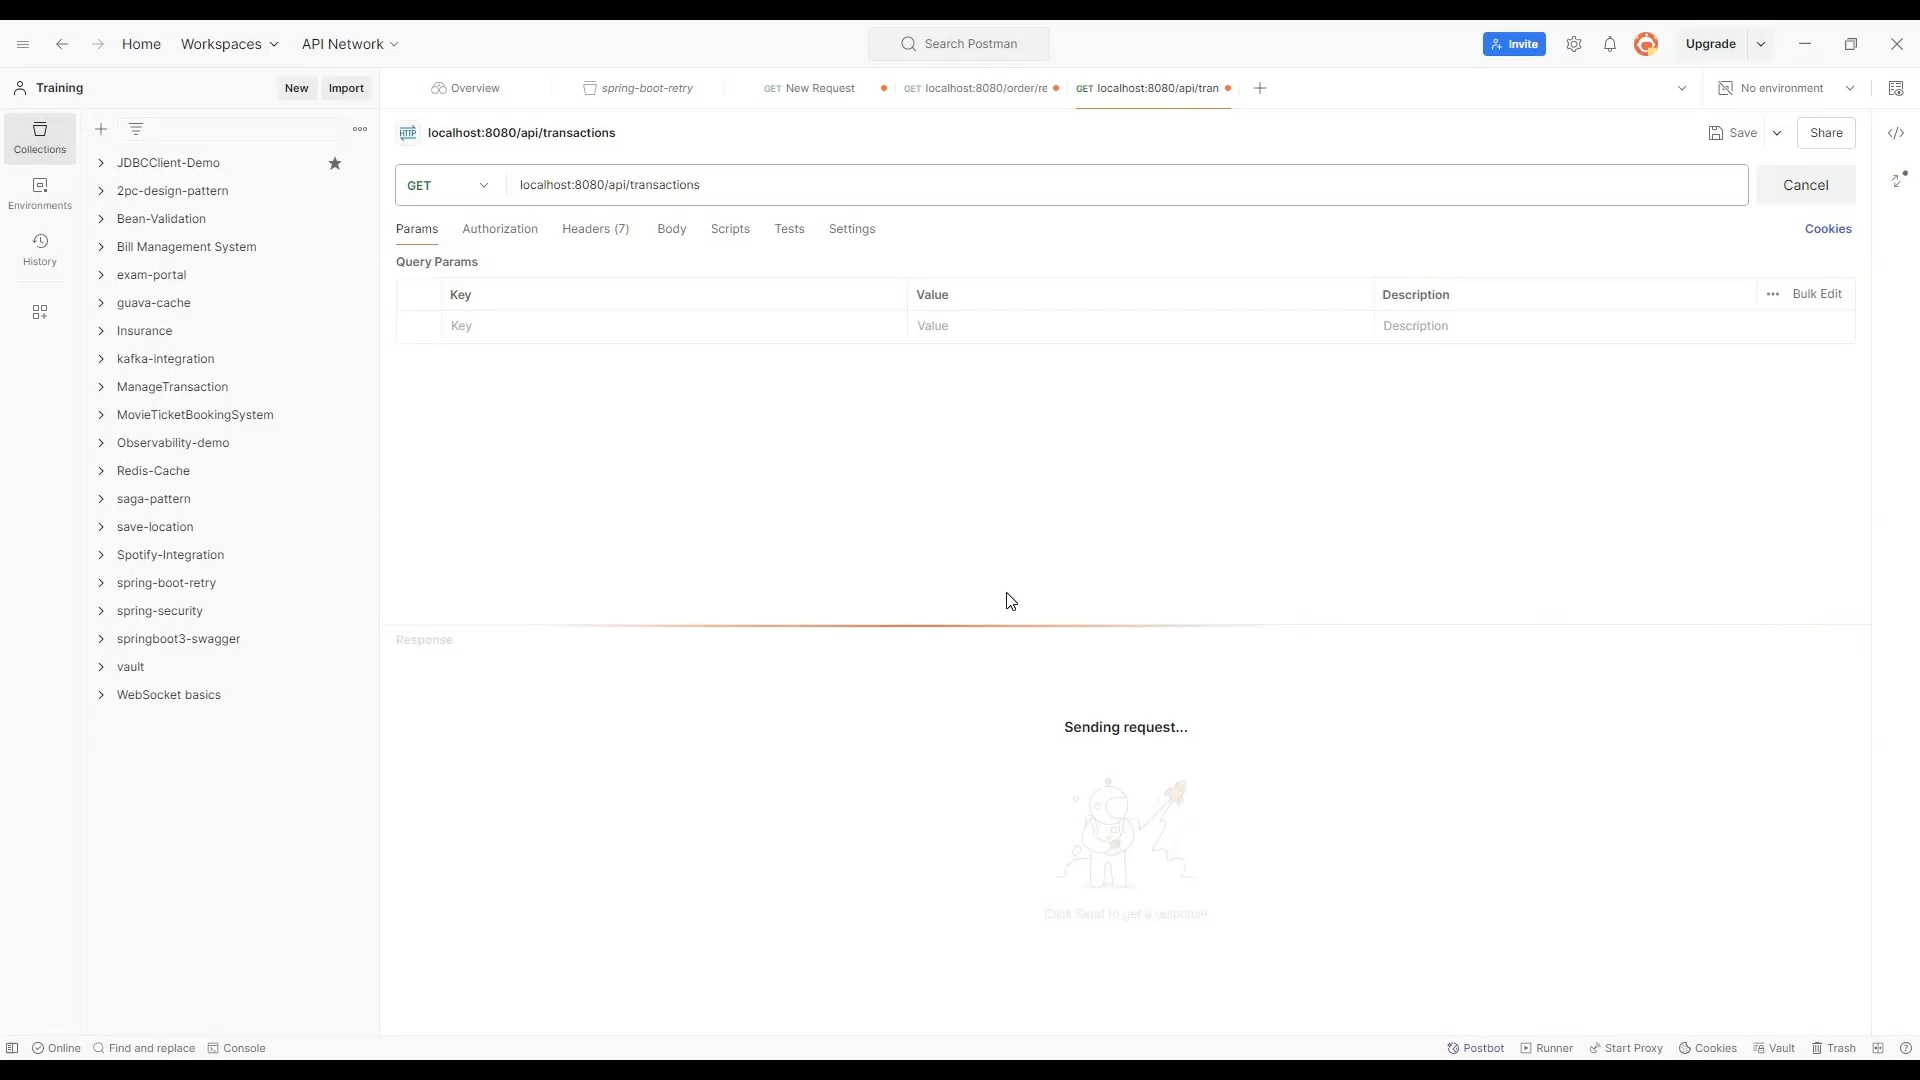 Home Workspaces API Network Search Postman Invite Upgrade
Training New Import
Overview spring-boot-retry GET New Request GET localhost:8080/order/re GET localhost:8080/api/tran No environment
HTTP localhost:8080/api/transactions Save Share
GET localhost:8080/api/transactions Cancel
Params Authorization Headers (7) Body Scripts Tests Settings Cookies
Query Params
Key Value Description Bulk Edit
Key Value Description
Collections
Environments
History
JDBCClient-Demo
2pc-design-pattern
Bean-Validation
Bill Management System
exam-portal
guava-cache
Insurance
kafka-integration
ManageTransaction
MovieTicketBookingSystem
Observability-demo
Redis-Cache
saga-pattern
save-location
Spotify-Integration
spring-boot-retry
spring-security
springboot3-swagger
vault
WebSocket basics
Response
Sending request...
Click Send to get a response
Online Find and replace Console Postbot Runner Start Proxy Cookies Vault Trash